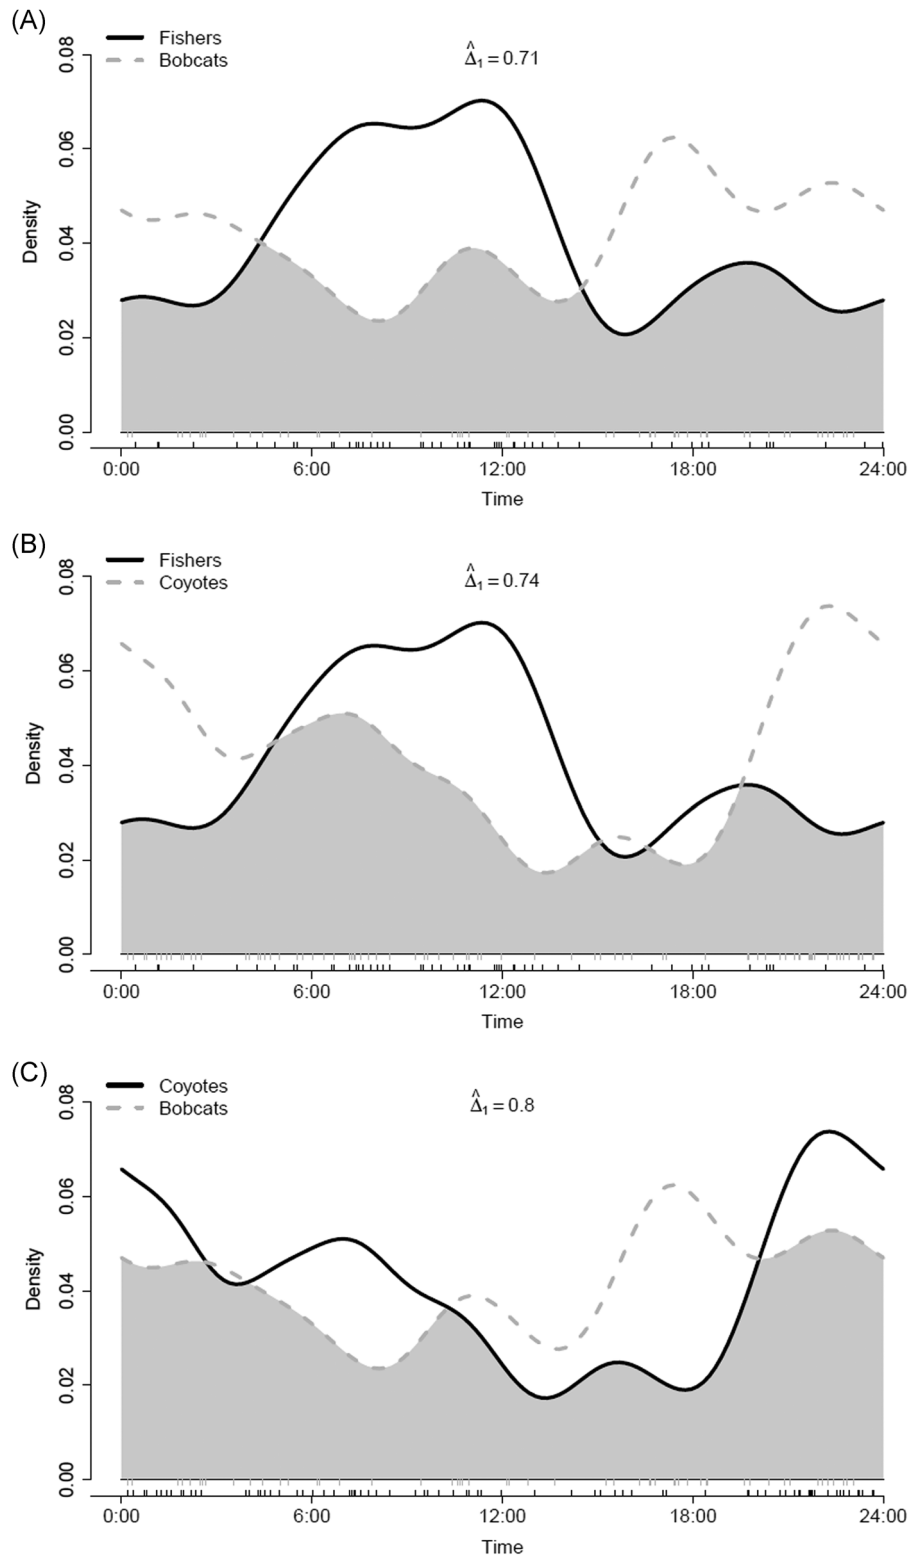 (A)
Fishers
Bobcats
Δ̂₁ = 0.71
0.08
0.06
0.04
0.02
0.00
Density
0:00 6:00 12:00 18:00 24:00
Time
(B)
Fishers
Coyotes
Δ̂₁ = 0.74
0.08
0.06
0.04
0.02
0.00
Density
0:00 6:00 12:00 18:00 24:00
Time
(C)
Coyotes
Bobcats
Δ̂₁ = 0.8
0.08
0.06
0.04
0.02
0.00
Density
0:00 6:00 12:00 18:00 24:00
Time